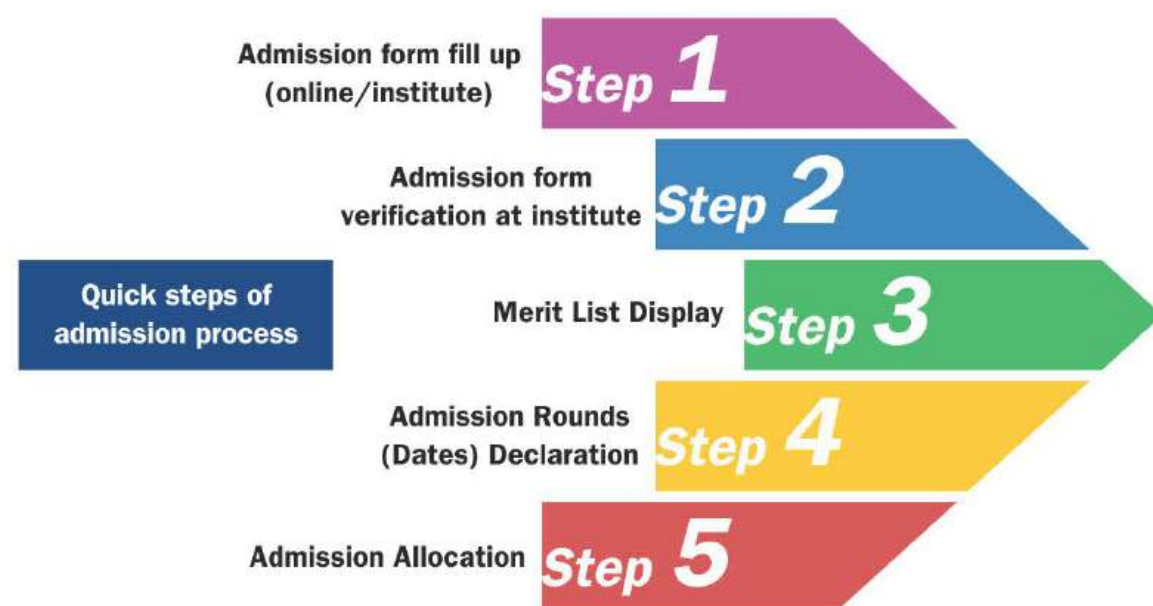 Admission form fill up
(online/institute)
Step 1
Admission form
verification at institute
Step 2
Quick steps of
admission process
Merit List Display
Step 3
Admission Rounds
(Dates) Declaration
Step 4
Admission Allocation
Step 5